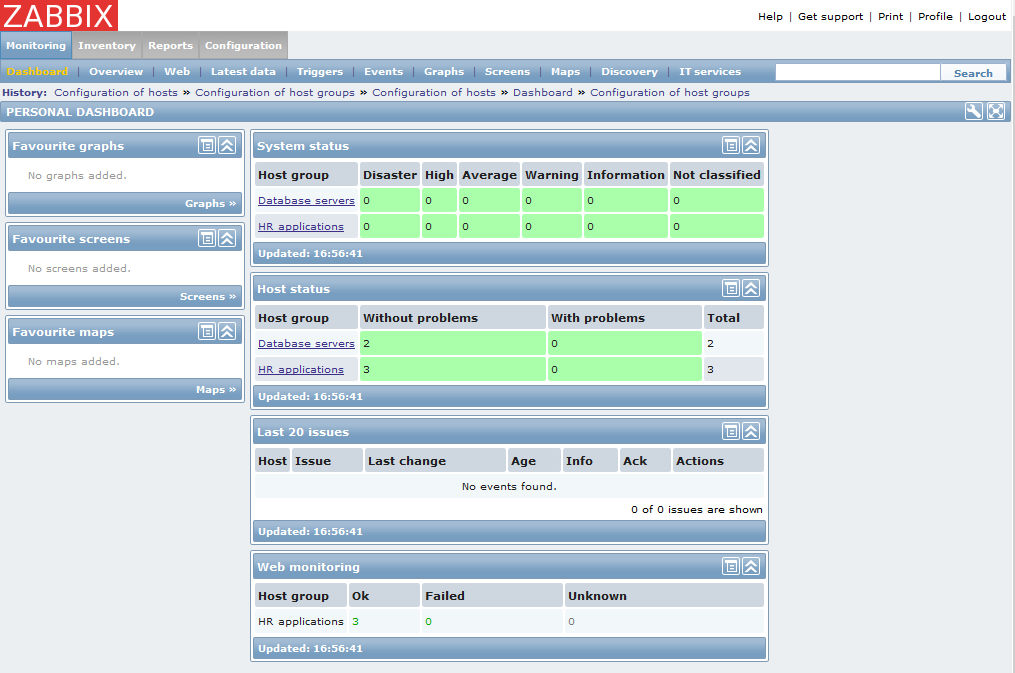 ZABBIX
Help | Get support | Print | Profile | Logout
Monitoring Inventory Reports Configuration
Dashboard | Overview | Web | Latest data | Triggers | Events | Graphs | Screens | Maps | Discovery | IT services Search
History: Configuration of hosts » Configuration of host groups » Configuration of hosts » Dashboard » Configuration of host groups
PERSONAL DASHBOARD
Favourite graphs
No graphs added.
Graphs »
Favourite screens
No screens added.
Screens »
Favourite maps
No maps added.
Maps »
System status
Host group Disaster High Average Warning Information Not classified
Database servers 0 0 0 0 0 0
HR applications 0 0 0 0 0 0
Updated: 16:56:41
Host status
Host group Without problems With problems Total
Database servers 2 0 2
HR applications 3 0 3
Updated: 16:56:41
Last 20 issues
Host Issue Last change Age Info Ack Actions
No events found.
0 of 0 issues are shown
Updated: 16:56:41
Web monitoring
Host group Ok Failed Unknown
HR applications 3 0 0
Updated: 16:56:41